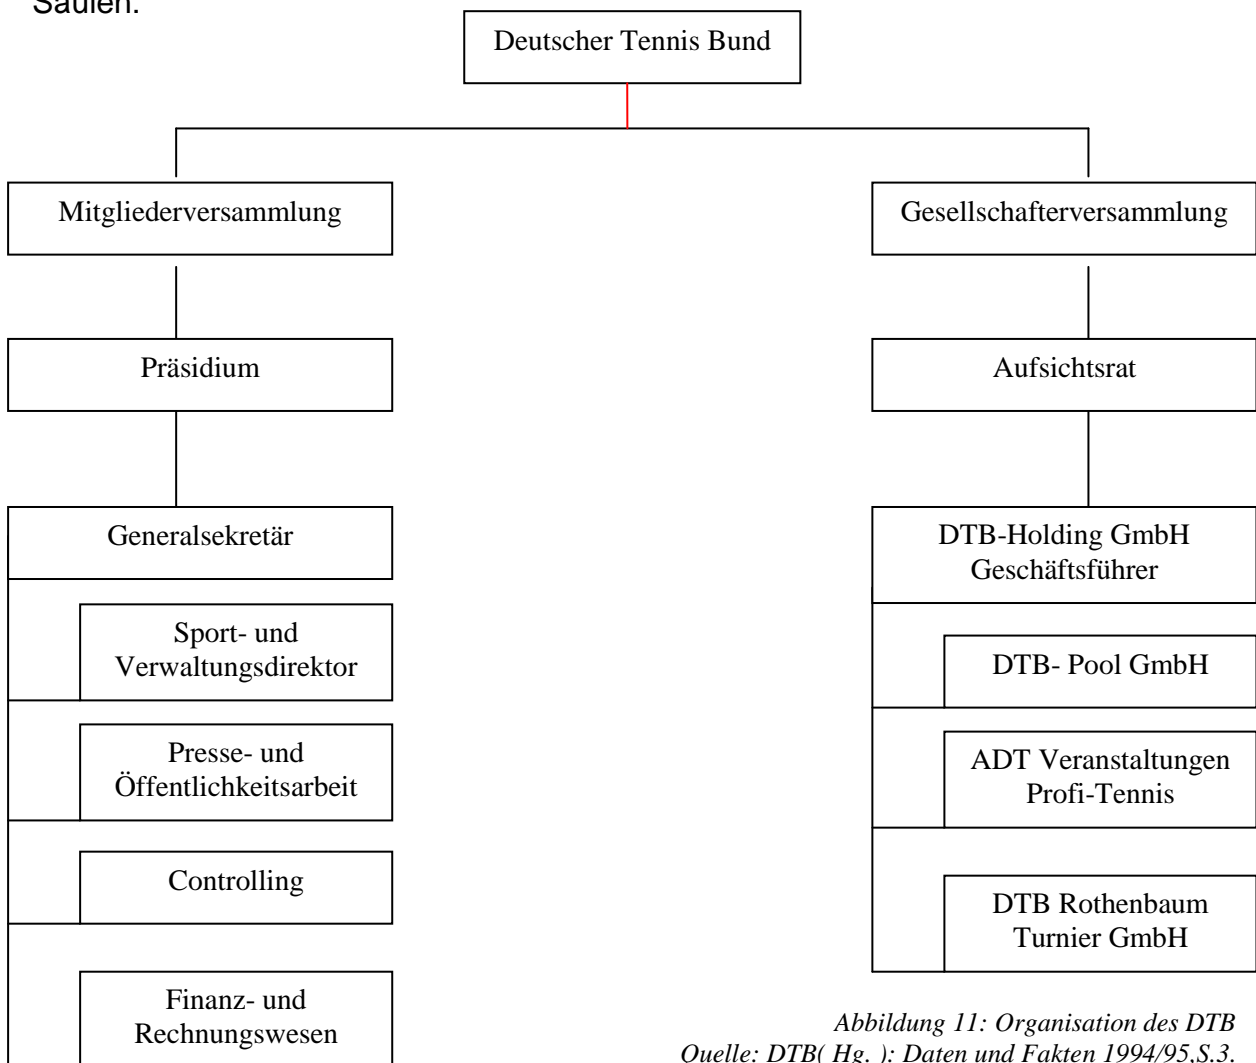 Säulen:
Deutscher Tennis Bund
Mitgliederversammlung
Gesellschafterversammlung
Präsidium
Aufsichtsrat
Generalsekretär
DTB-Holding GmbH
Geschäftsführer
Sport- und
Verwaltungsdirektor
DTB- Pool GmbH
Presse- und
Öffentlichkeitsarbeit
ADT Veranstaltungen
Profi-Tennis
Controlling
DTB Rothenbaum
Turnier GmbH
Finanz- und
Rechnungswesen
Abbildung 11: Organisation des DTB
Quelle: DTB( Hg. ): Daten und Fakten 1994/95,S.3.